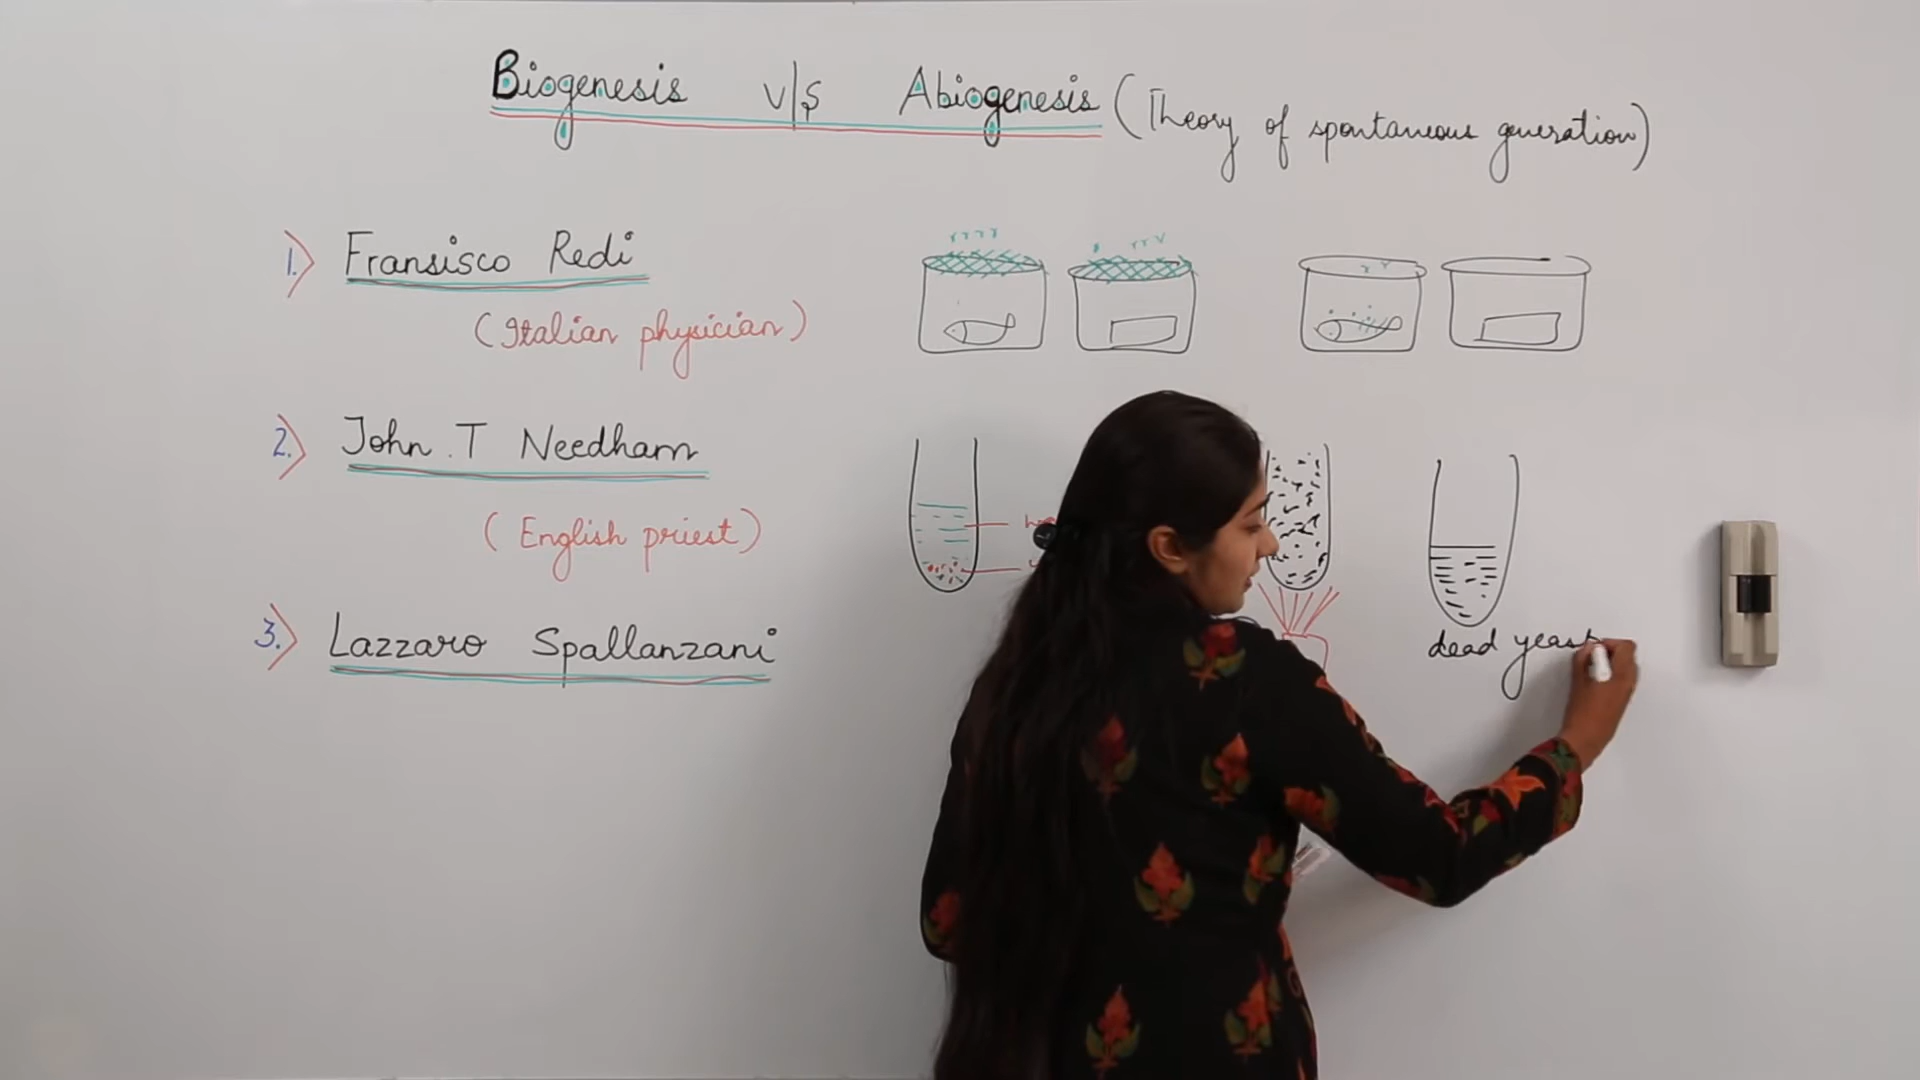 Biogenesis v/s Abiogenesis (Theory of spontaneous generation)
1. Fransisco Redi
(Italian physician)
2. John .T Needham
(English priest)
3. Lazzaro Spallanzani
dead yeast